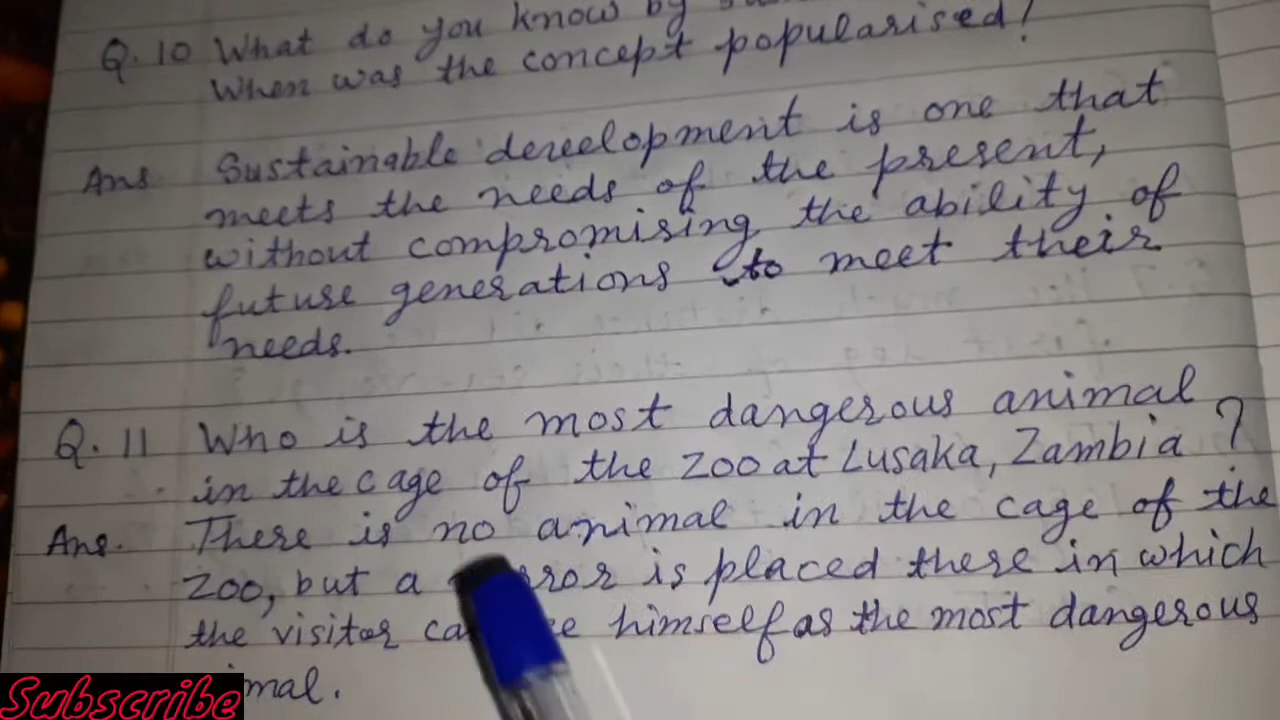 Q.10 What do you know by
When was the concept popularised?
Ans. Sustainable development is one that
meets the needs of the present,
without compromising the ability of
future generations to meet their
needs.
Q.11 Who is the most dangerous animal
in the cage of the zoo at Lusaka, Zambia?
Ans. There is no animal in the cage of the
zoo, but a is placed there in which
the visitor himself as the most dangerous
Subscribe